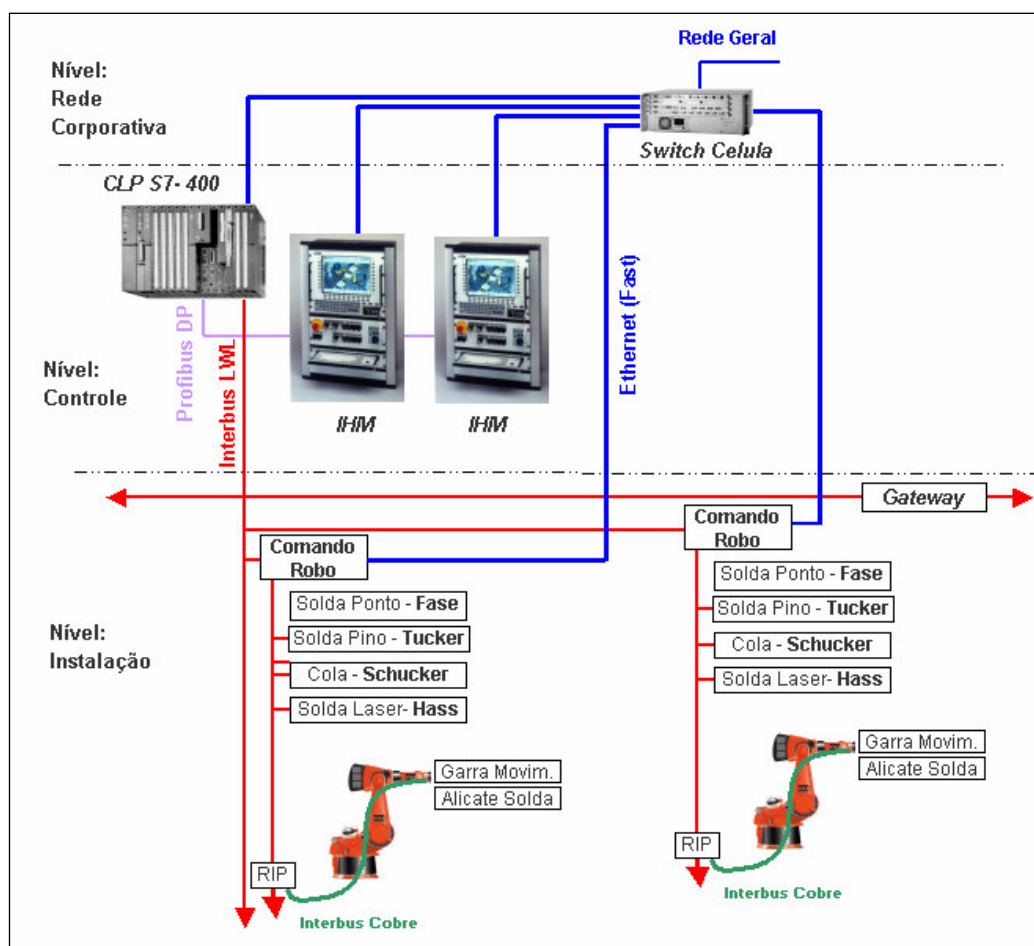 Rede Geral
Nível:
Rede
Corporativa
Switch Celula
CLP S7- 400
Profibus DP
Interbus LWL
Ethernet (Fast)
Nível:
Controle
IHM
IHM
Gateway
Comando
Robo
Comando
Robo
Nível:
Instalação
Solda Ponto - Fase
Solda Pino - Tucker
Cola - Schucker
Solda Laser- Hass
Solda Ponto - Fase
Solda Pino - Tucker
Cola - Schucker
Solda Laser- Hass
Garra Movim.
Alicate Solda
Garra Movim.
Alicate Solda
RIP
RIP
Interbus Cobre
Interbus Cobre